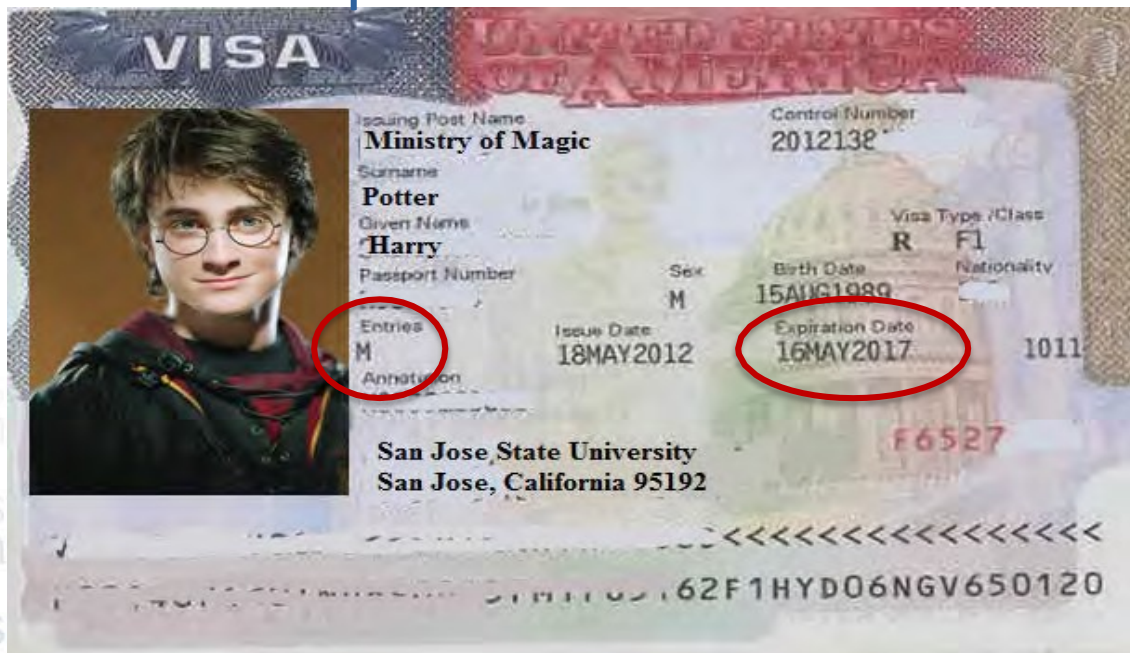 VISA
UNITED STATES
OF AMERICA
Issuing Post Name
Control Number
Ministry of Magic
2012138
Surname
Potter
Given Name
Visa Type /Class
Harry
R F1
Passport Number
Sex
Birth Date
Nationality
M
15AUG1989
Entries
Issue Date
Expiration Date
M
18MAY2012
16MAY2017
1011
Annotation
F6527
San Jose State University
San Jose, California 95192
<<<<<<<<<<<<<<<<<<
62F1HYD06NGV650120